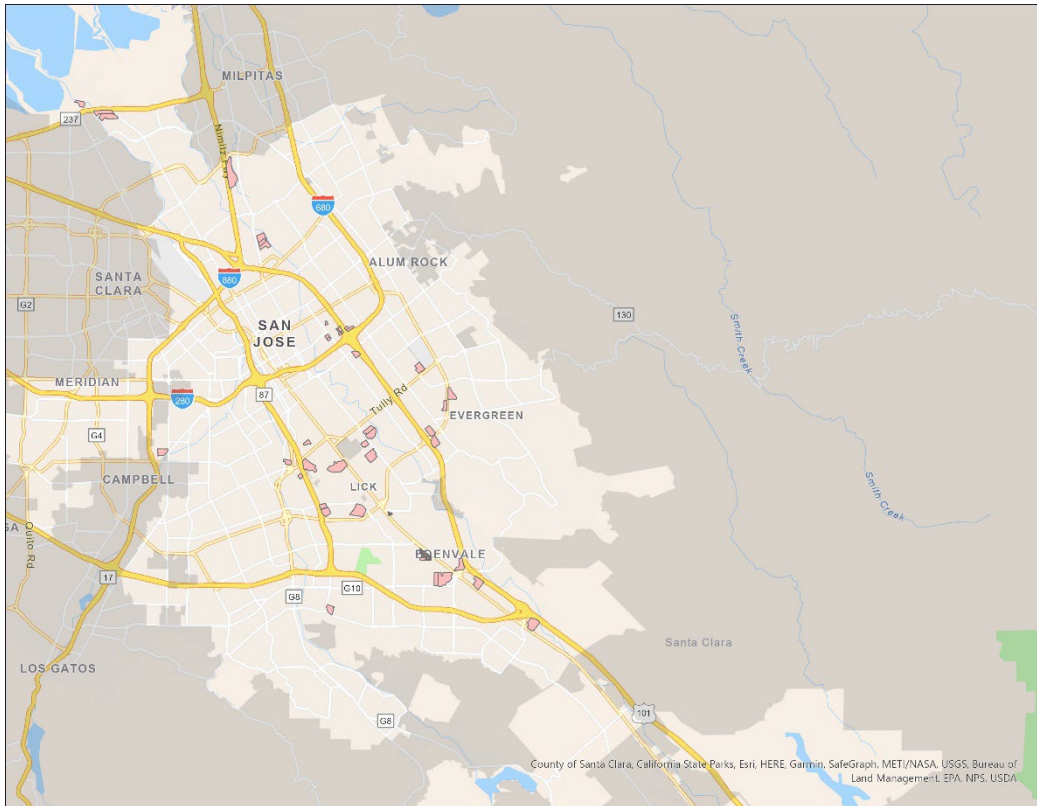 MILPITAS
237
Nimitz Fwy
680
ALUM ROCK
SANTA
CLARA
880
G2
130
Smith Creek
SAN
JOSE
MERIDIAN
280
87
Tully Rd
EVERGREEN
G4
CAMPBELL
LICK
Smith Creek
GA
Quito Rd
EDENVALE
17
G10
G8
Santa Clara
LOS GATOS
G8
101
County of Santa Clara, California State Parks, Esri, HERE, Garmin, SafeGraph, METI/NASA, USGS, Bureau of
Land Management, EPA, NPS, USDA